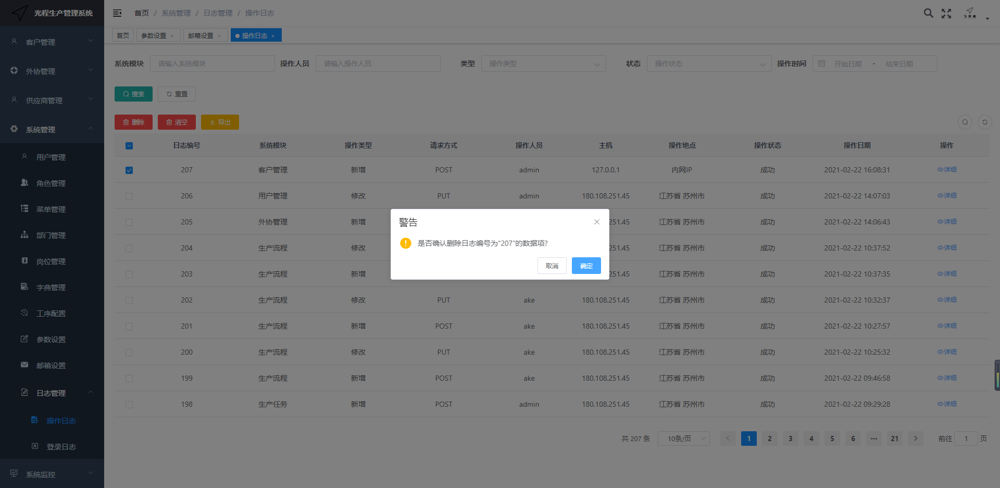 光程生产管理系统
首页 / 系统管理 / 日志管理 / 操作日志
首页 参数设置 × 邮箱设置 × 操作日志 ×
客户管理
外协管理
供应商管理
系统管理
用户管理
角色管理
菜单管理
部门管理
岗位管理
字典管理
工序配置
参数设置
邮箱设置
日志管理
操作日志
登录日志
系统监控
系统模块 请输入系统模块 操作人员 请输入操作人员 类型 操作类型 状态 操作状态 操作时间 开始日期 - 结束日期
搜索 重置
删除 清空 导出
日志编号 系统模块 操作类型 请求方式 操作人员 主机 操作地点 操作状态 操作日期 操作
207 客户管理 新增 POST admin 127.0.0.1 内网IP 成功 2021-02-22 16:08:31 详细
206 用户管理 修改 PUT admin 180.108.251.45 江苏省 苏州市 成功 2021-02-22 14:07:03 详细
205 外协管理 新增 251.45 江苏省 苏州市 成功 2021-02-22 14:06:43 详细
204 生产流程 修改 251.45 江苏省 苏州市 成功 2021-02-22 10:37:52 详细
203 生产流程 新增 251.45 江苏省 苏州市 成功 2021-02-22 10:37:35 详细
202 生产流程 修改 PUT ake 180.108.251.45 江苏省 苏州市 成功 2021-02-22 10:32:37 详细
201 生产流程 新增 POST ake 180.108.251.45 江苏省 苏州市 成功 2021-02-22 10:27:57 详细
200 生产流程 修改 PUT ake 180.108.251.45 江苏省 苏州市 成功 2021-02-22 10:25:32 详细
199 生产流程 新增 POST ake 180.108.251.45 江苏省 苏州市 成功 2021-02-22 09:46:58 详细
198 生产任务 新增 POST admin 180.108.251.45 江苏省 苏州市 成功 2021-02-22 09:29:28 详细
警告
是否确认删除日志编号为"207"的数据项?
取消 确定
共 207 条 10条/页 1 2 3 4 5 6 ··· 21 前往 1 页